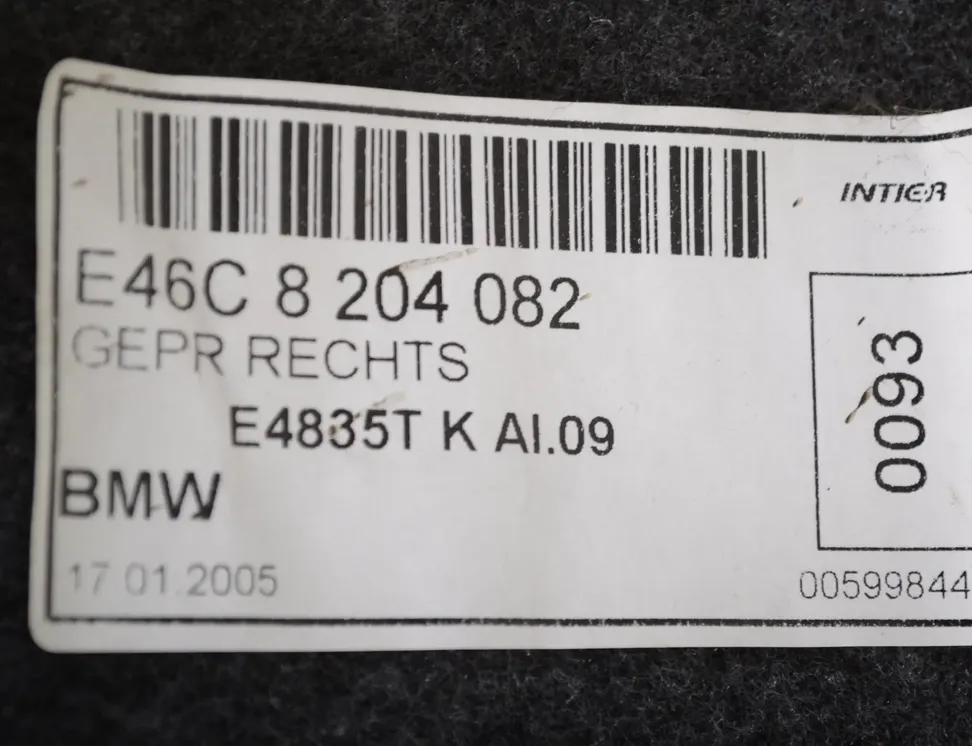 INTIER
E46C 8 204 082
GEPR RECHTS
E4835T K AI.09
0093
BMW
17.01.2005
00599844